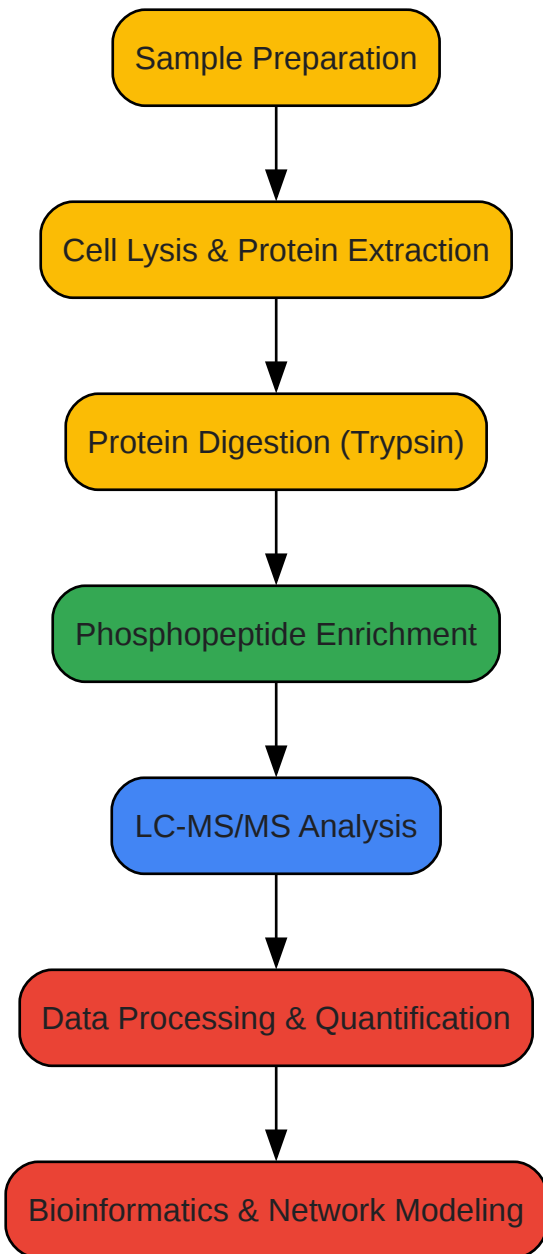 Sample Preparation
Cell Lysis & Protein Extraction
Protein Digestion (Trypsin)
Phosphopeptide Enrichment
LC-MS/MS Analysis
Data Processing & Quantification
Bioinformatics & Network Modeling